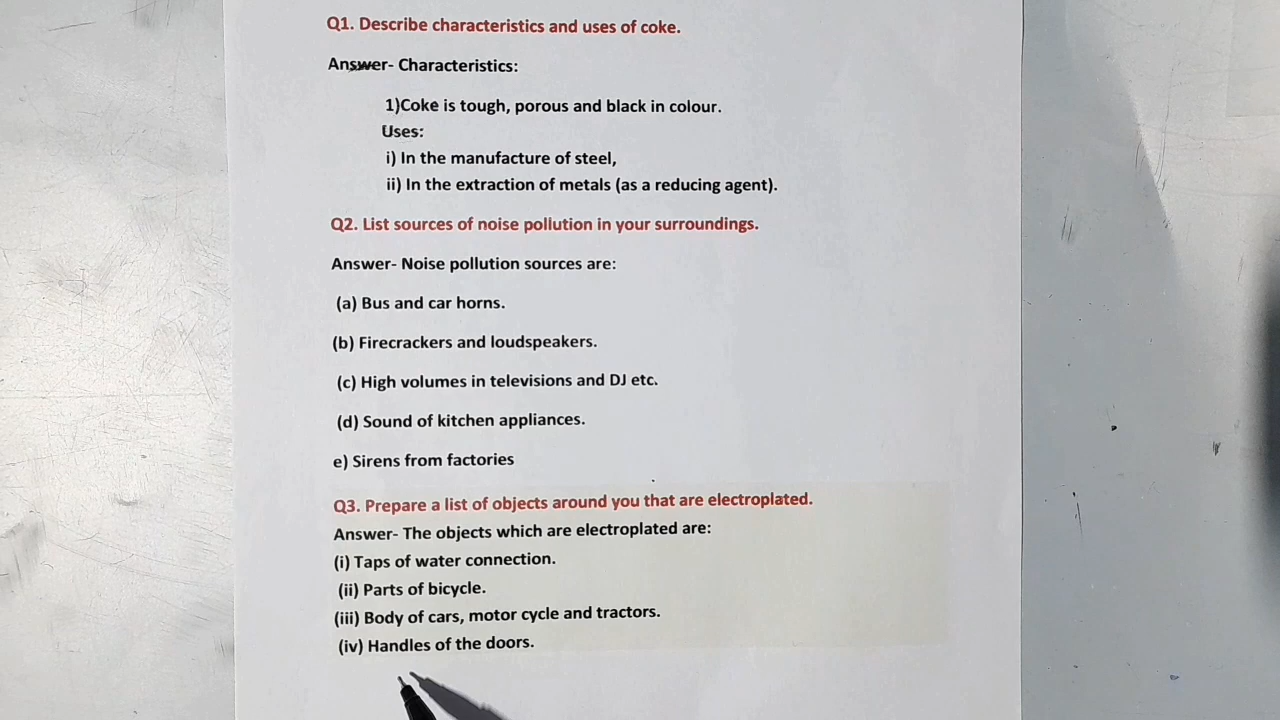 Q1. Describe characteristics and uses of coke.
Answer- Characteristics:
1)Coke is tough, porous and black in colour.
Uses:
i) In the manufacture of steel,
ii) In the extraction of metals (as a reducing agent).
Q2. List sources of noise pollution in your surroundings.
Answer- Noise pollution sources are:
(a) Bus and car horns.
(b) Firecrackers and loudspeakers.
(c) High volumes in televisions and DJ etc.
(d) Sound of kitchen appliances.
e) Sirens from factories
Q3. Prepare a list of objects around you that are electroplated.
Answer- The objects which are electroplated are:
(i) Taps of water connection.
(ii) Parts of bicycle.
(iii) Body of cars, motor cycle and tractors.
(iv) Handles of the doors.